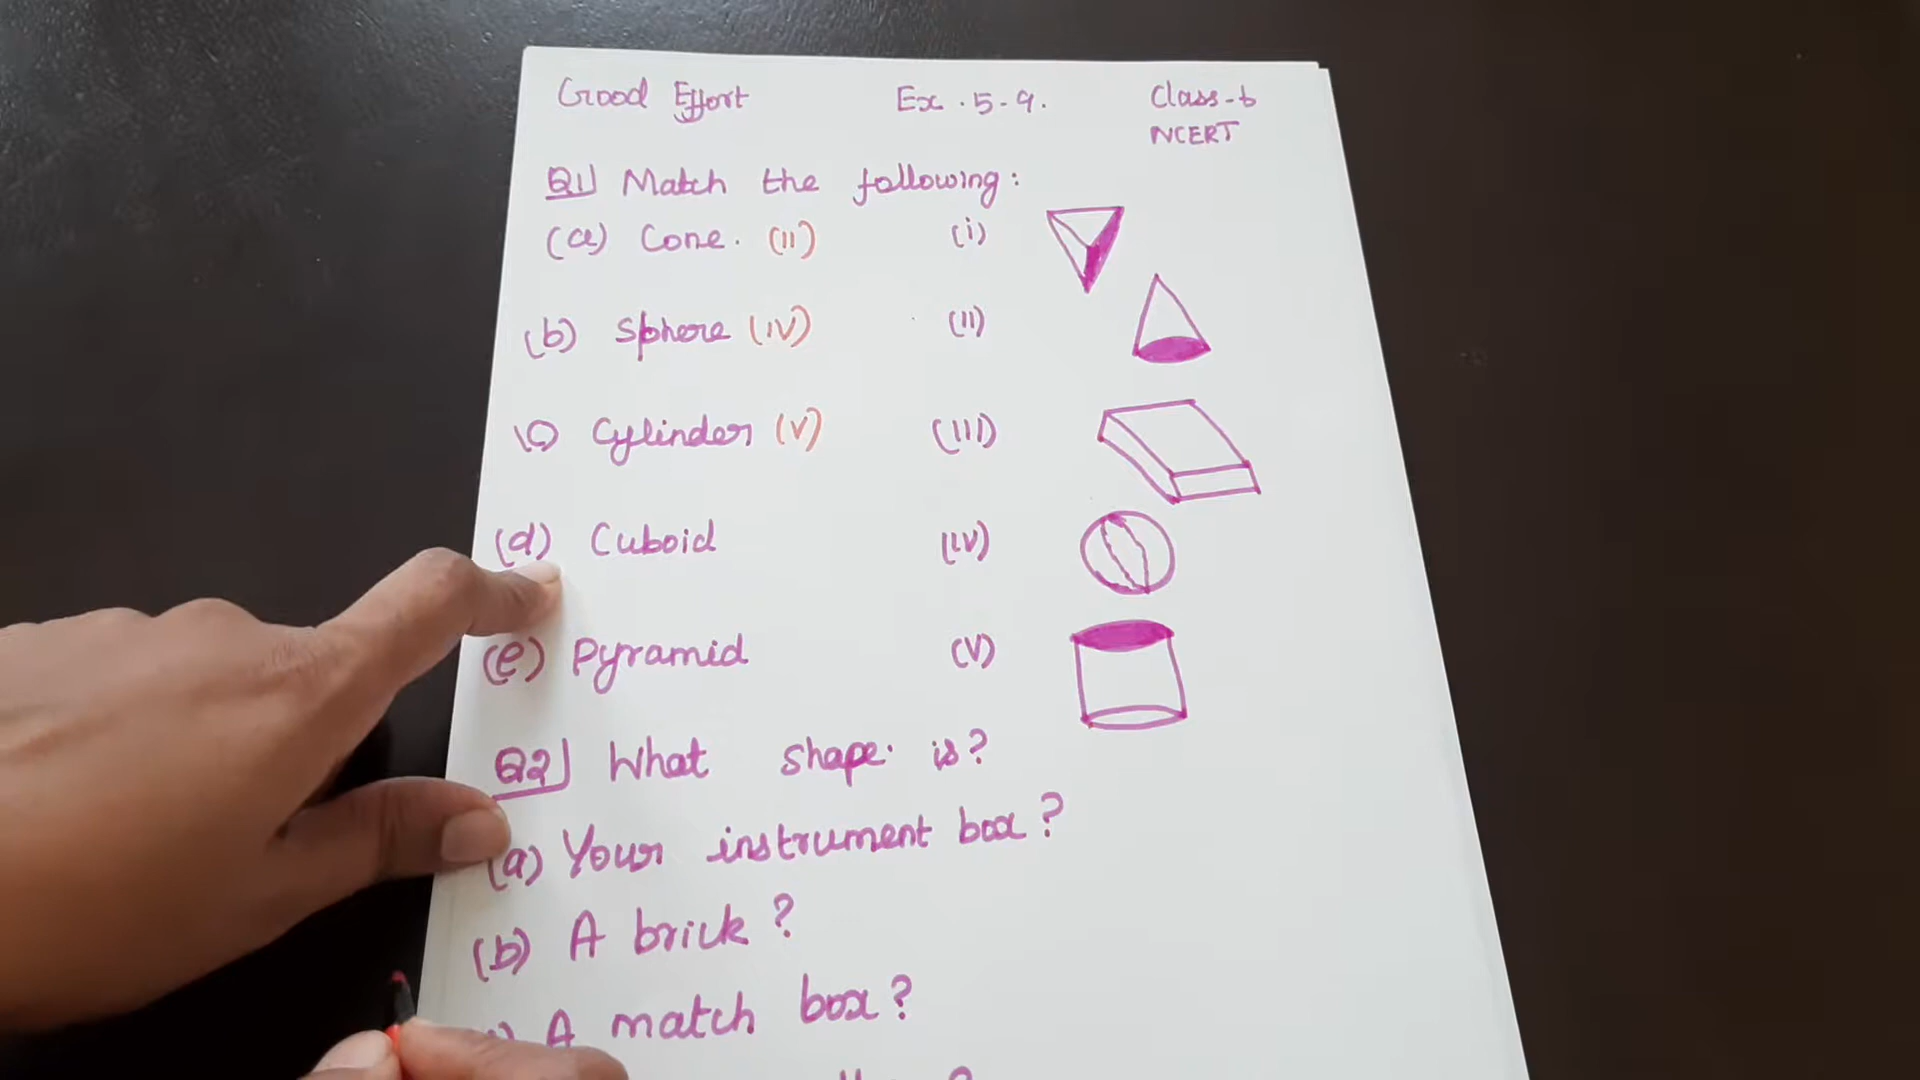 Good Effort Ex. 5.9. Class-6
NCERT
Q1 Match the following:
(a) Cone. (II) (i)
(b) Sphere (IV) (II)
(c) Cylinder (V) (III)
(d) Cuboid (IV)
(e) Pyramid (V)
Q2 What shape is?
(a) Your instrument box?
(b) A brick?
A match box?